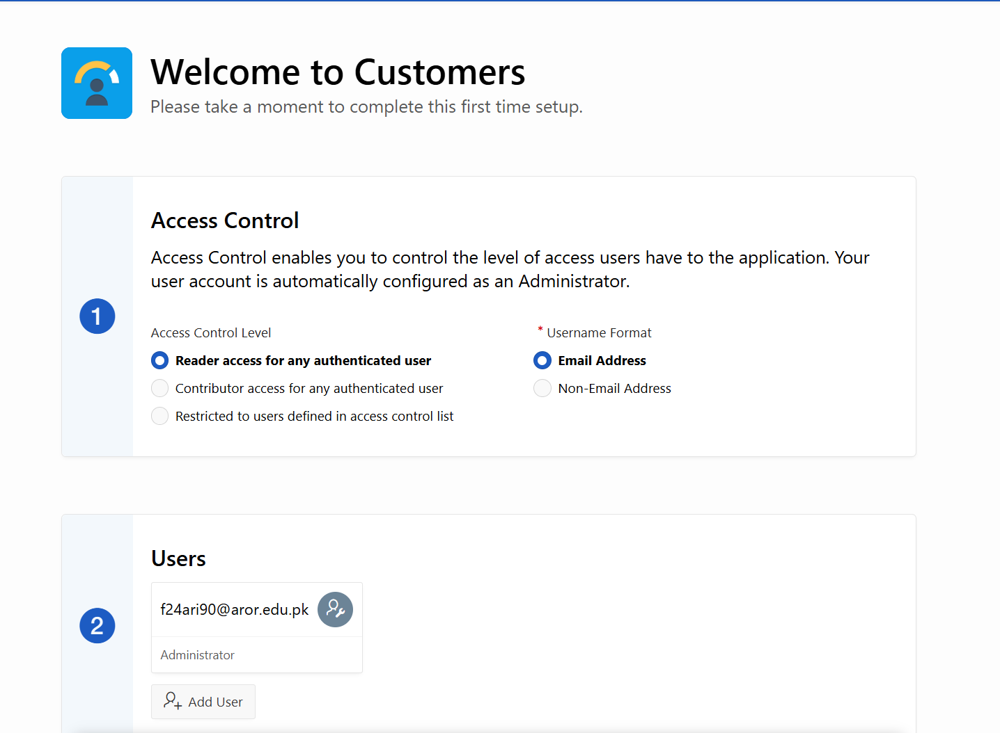 Welcome to Customers
Please take a moment to complete this first time setup.
1
Access Control
Access Control enables you to control the level of access users have to the application. Your
user account is automatically configured as an Administrator.
Access Control Level
Reader access for any authenticated user
Contributor access for any authenticated user
Restricted to users defined in access control list
* Username Format
Email Address
Non-Email Address
2
Users
f24ari90@aror.edu.pk
Administrator
Add User